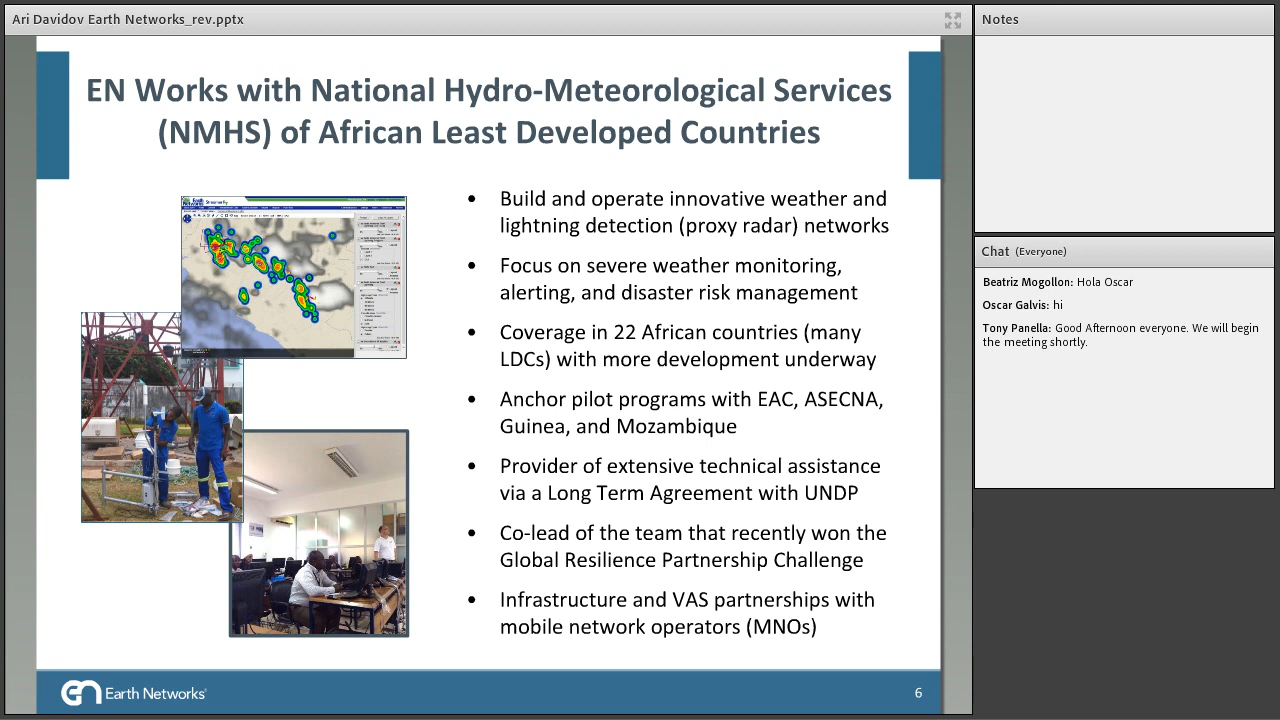 Ari Davidov Earth Networks_rev.pptx
EN Works with National Hydro-Meteorological Services
(NMHS) of African Least Developed Countries
Earth
Networks
• Build and operate innovative weather and
lightning detection (proxy radar) networks
• Focus on severe weather monitoring,
alerting, and disaster risk management
• Coverage in 22 African countries (many
LDCs) with more development underway
• Anchor pilot programs with EAC, ASECNA,
Guinea, and Mozambique
• Provider of extensive technical assistance
via a Long Term Agreement with UNDP
• Co-lead of the team that recently won the
Global Resilience Partnership Challenge
• Infrastructure and VAS partnerships with
mobile network operators (MNOs)
Earth Networks
6
Notes
Chat (Everyone)
Beatriz Mogollon: Hola Oscar
Oscar Galvis: hi
Tony Panella: Good afternoon everyone. We will begin
the meeting shortly.